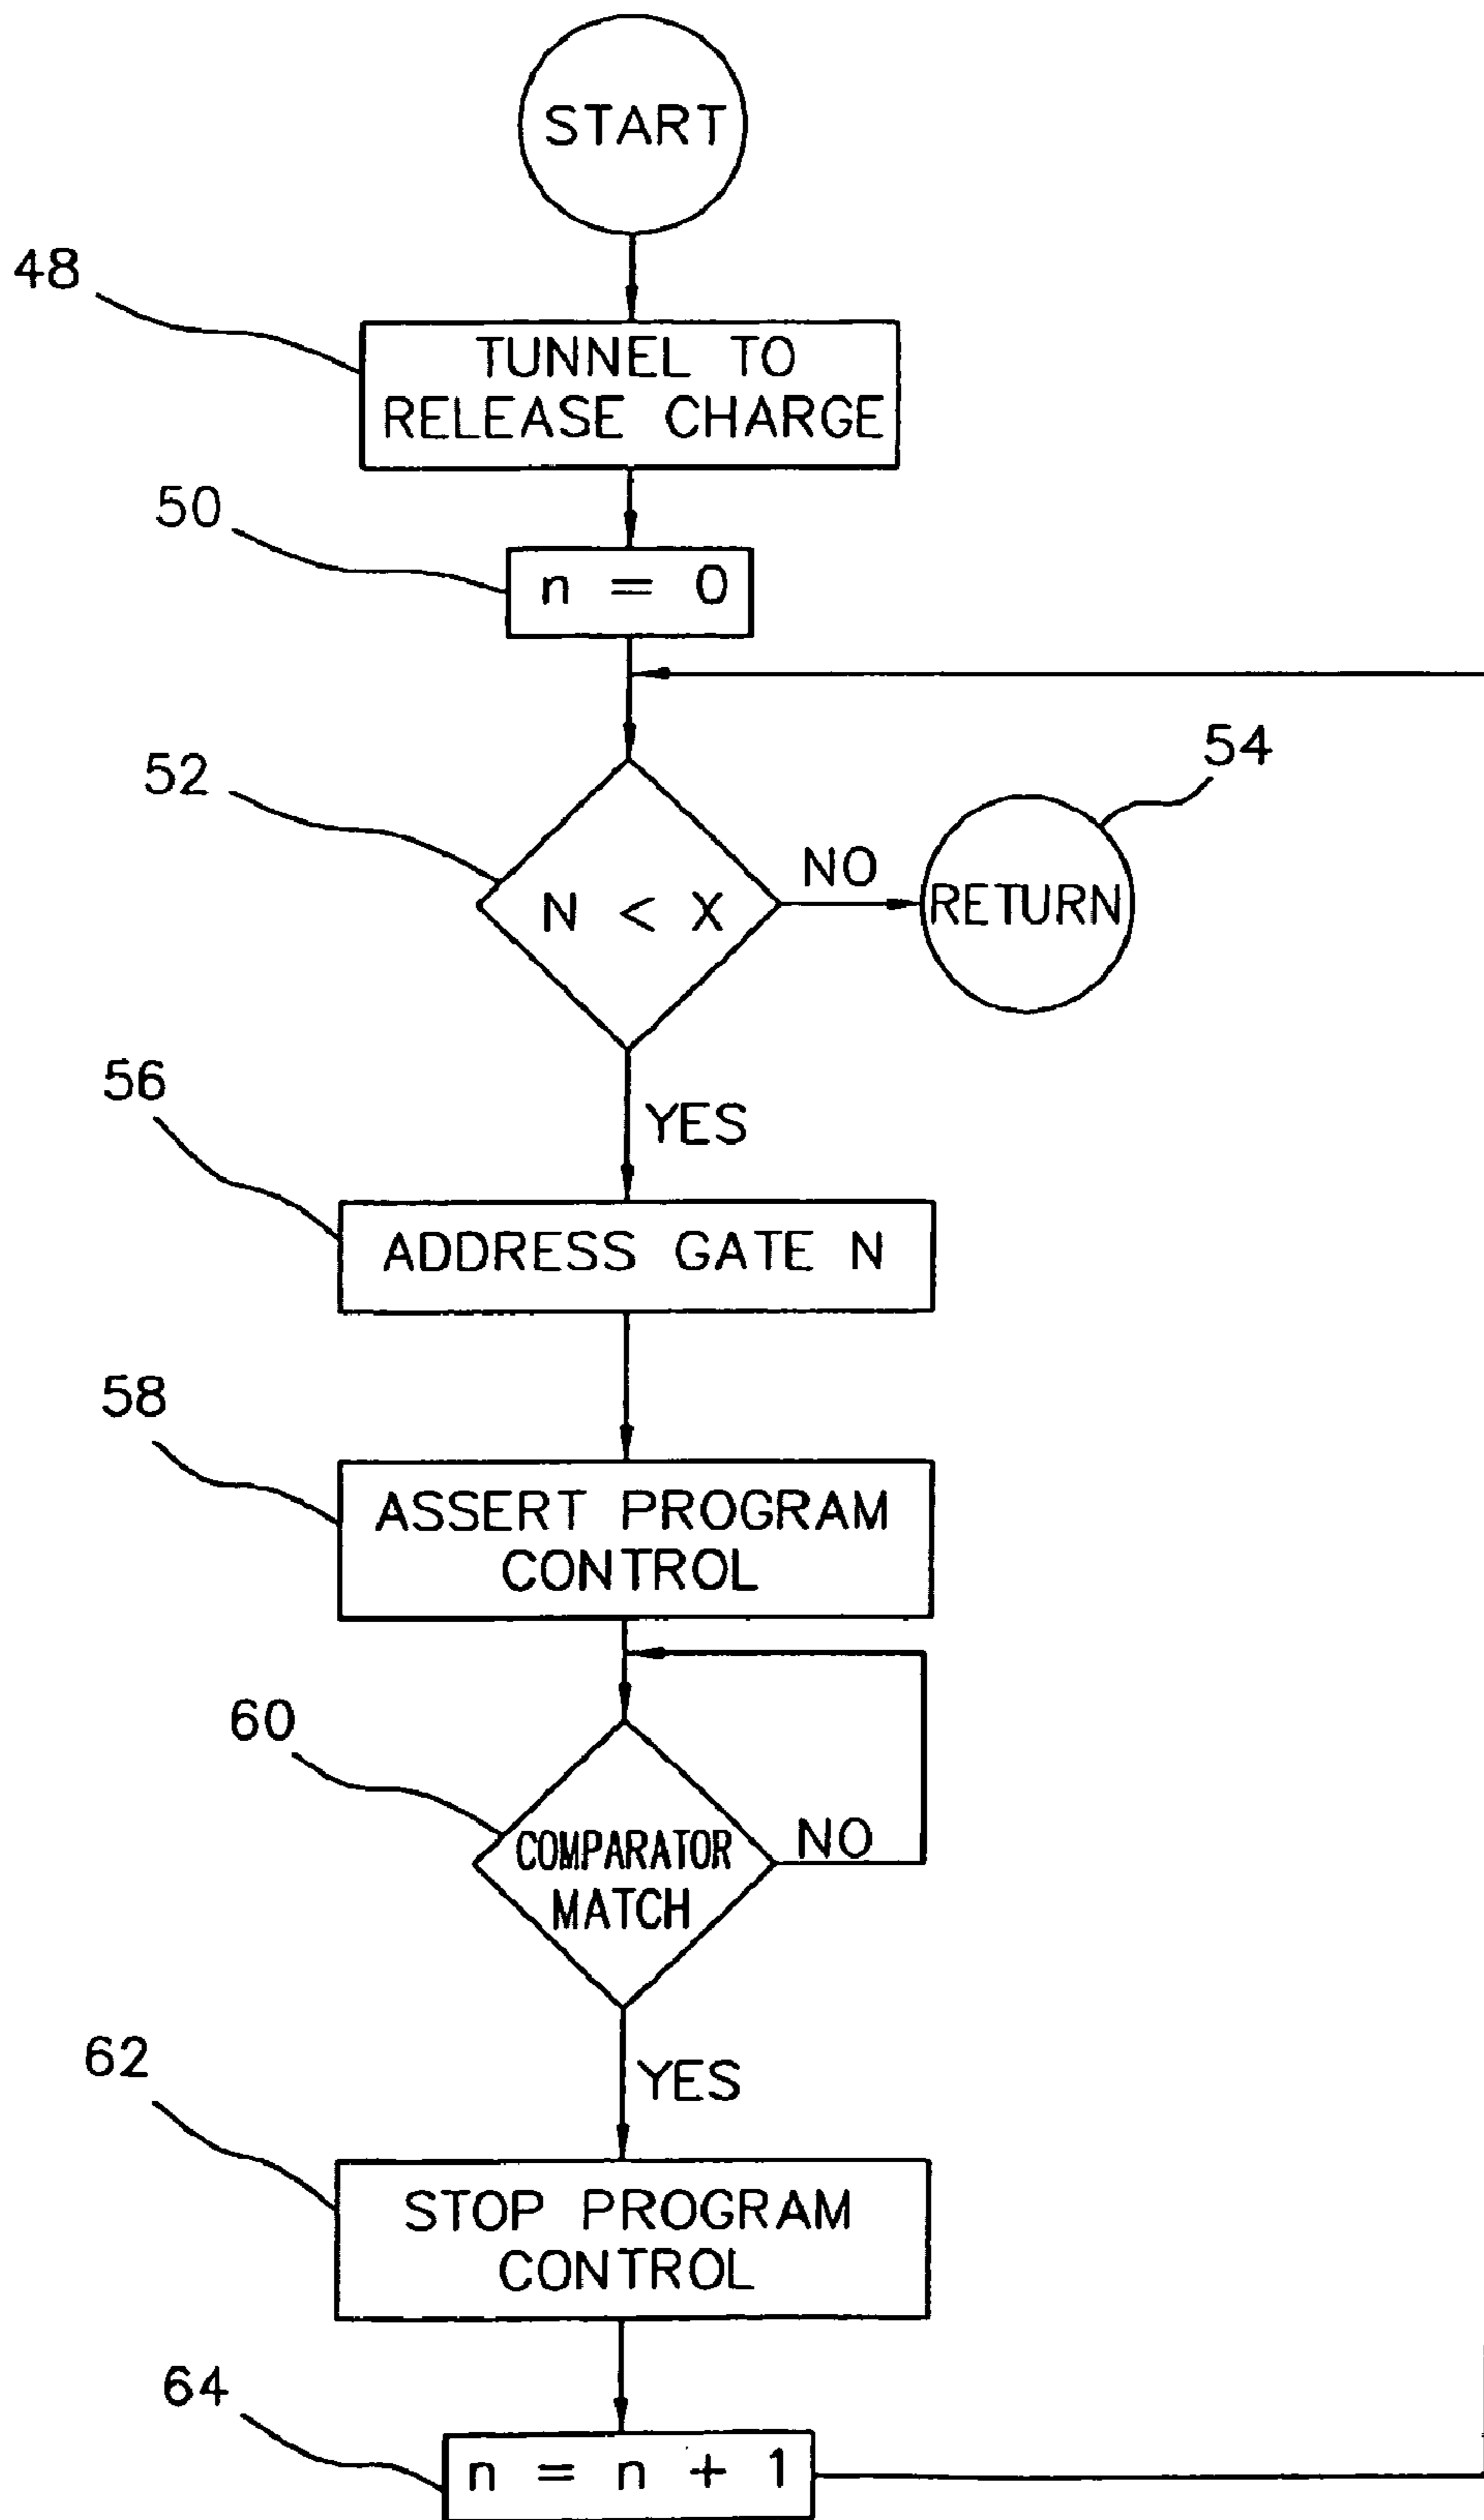 START
48
TUNNEL TO
RELEASE CHARGE
50
n = 0
52
N < X
NO
54
RETURN
YES
56
ADDRESS GATE N
58
ASSERT PROGRAM
CONTROL
60
COMPARATOR
MATCH
NO
YES
62
STOP PROGRAM
CONTROL
64
n = n + 1